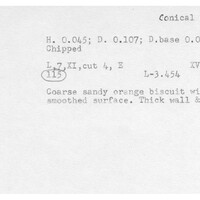 Conical
H. 0.045; D. 0.107; D.base 0.0
Chipped
L,7,XI,cut 4, E XV
113 L-3.454
Coarse sandy orange biscuit wi
smoothed surface. Thick wall &